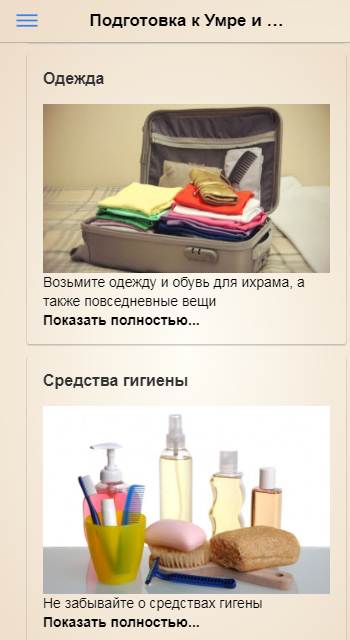 Подготовка к Умре и ...
Одежда
Возьмите одежду и обувь для ихрама, а
также повседневные вещи
Показать полностью...
Средства гигиены
Не забывайте о средствах гигены
Показать полностью...